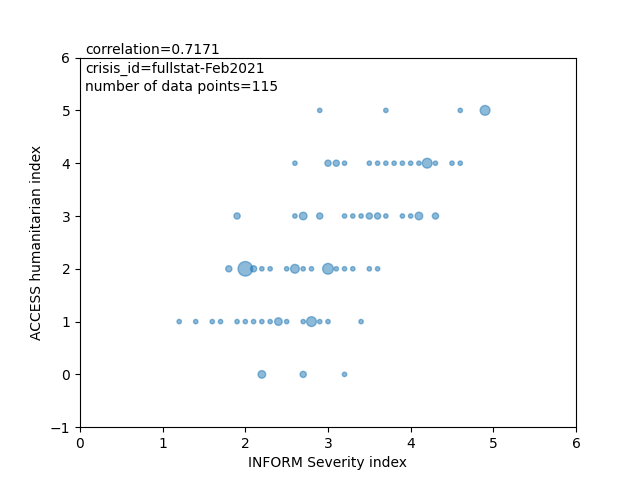 correlation=0.7171
crisis_id=fullstat-Feb2021
number of data points=115
6
5
4
3
2
1
0
−1
ACCESS humanitarian index
0 1 2 3 4 5 6
INFORM Severity index